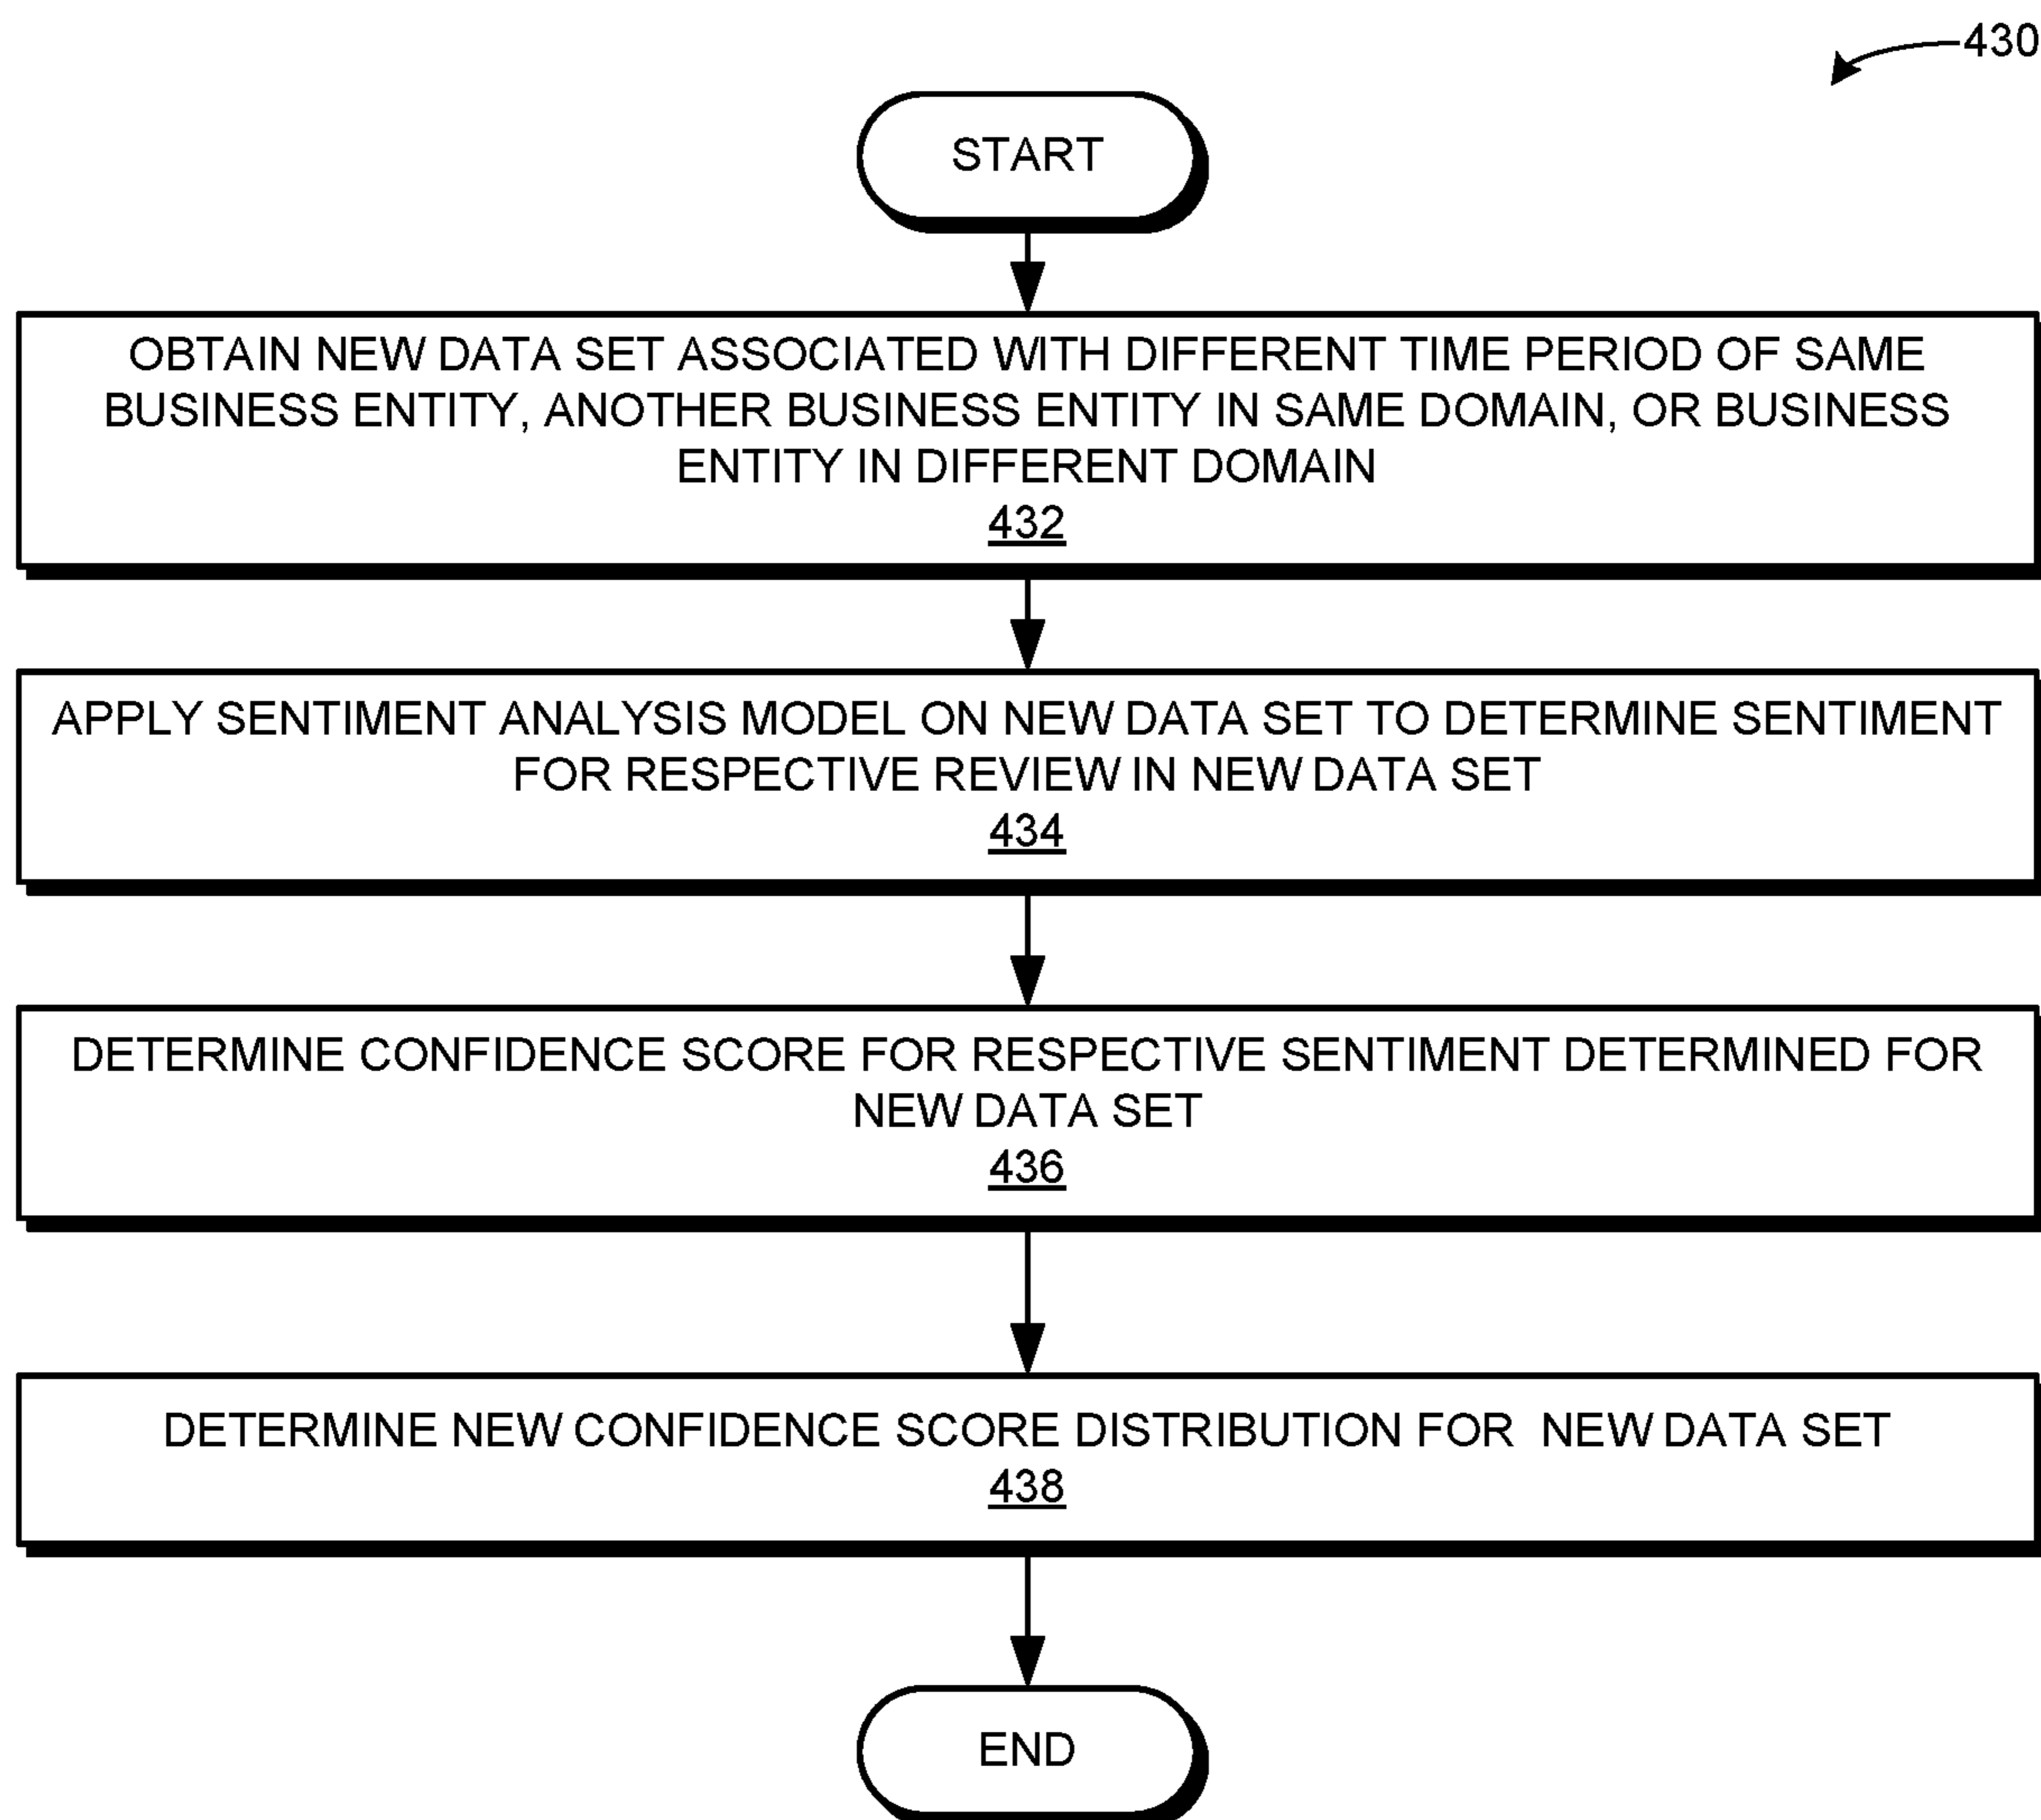 430
START
OBTAIN NEW DATA SET ASSOCIATED WITH DIFFERENT TIME PERIOD OF SAME
BUSINESS ENTITY, ANOTHER BUSINESS ENTITY IN SAME DOMAIN, OR BUSINESS
ENTITY IN DIFFERENT DOMAIN
432
APPLY SENTIMENT ANALYSIS MODEL ON NEW DATA SET TO DETERMINE SENTIMENT
FOR RESPECTIVE REVIEW IN NEW DATA SET
434
DETERMINE CONFIDENCE SCORE FOR RESPECTIVE SENTIMENT DETERMINED FOR
NEW DATA SET
436
DETERMINE NEW CONFIDENCE SCORE DISTRIBUTION FOR NEW DATA SET
438
END